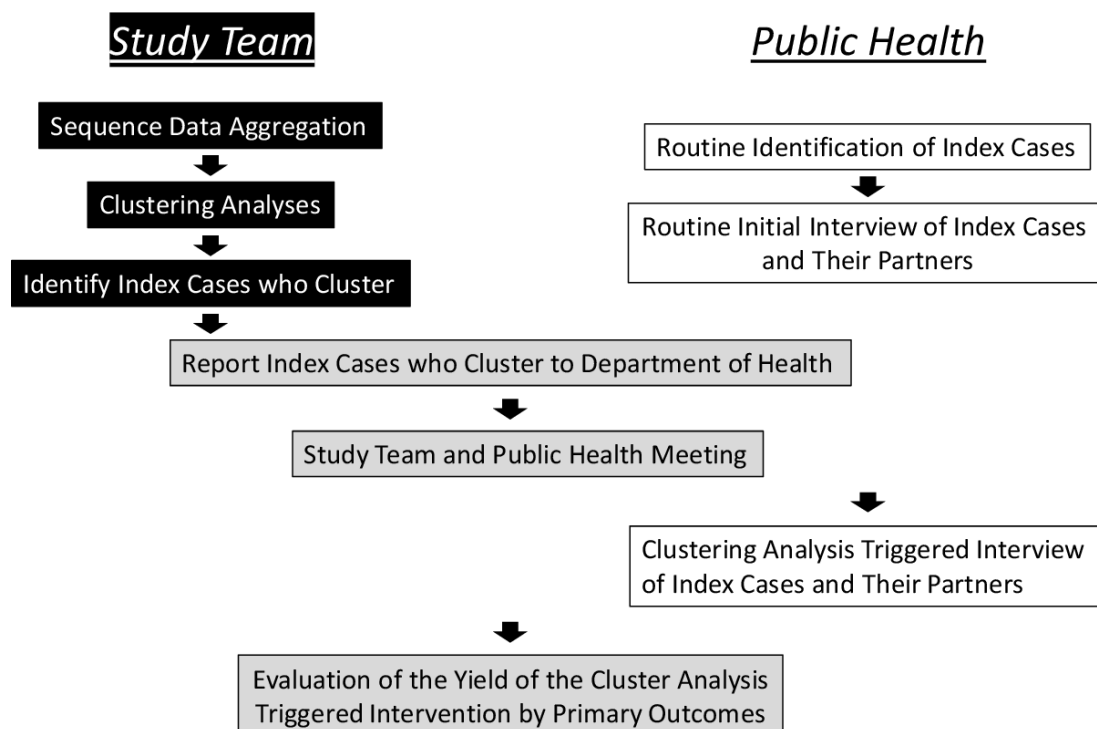 Study Team
Public Health
Sequence Data Aggregation
Clustering Analyses
Identify Index Cases who Cluster
Routine Identification of Index Cases
Routine Initial Interview of Index Cases
and Their Partners
Report Index Cases who Cluster to Department of Health
Study Team and Public Health Meeting
Clustering Analysis Triggered Interview
of Index Cases and Their Partners
Evaluation of the Yield of the Cluster Analysis
Triggered Intervention by Primary Outcomes